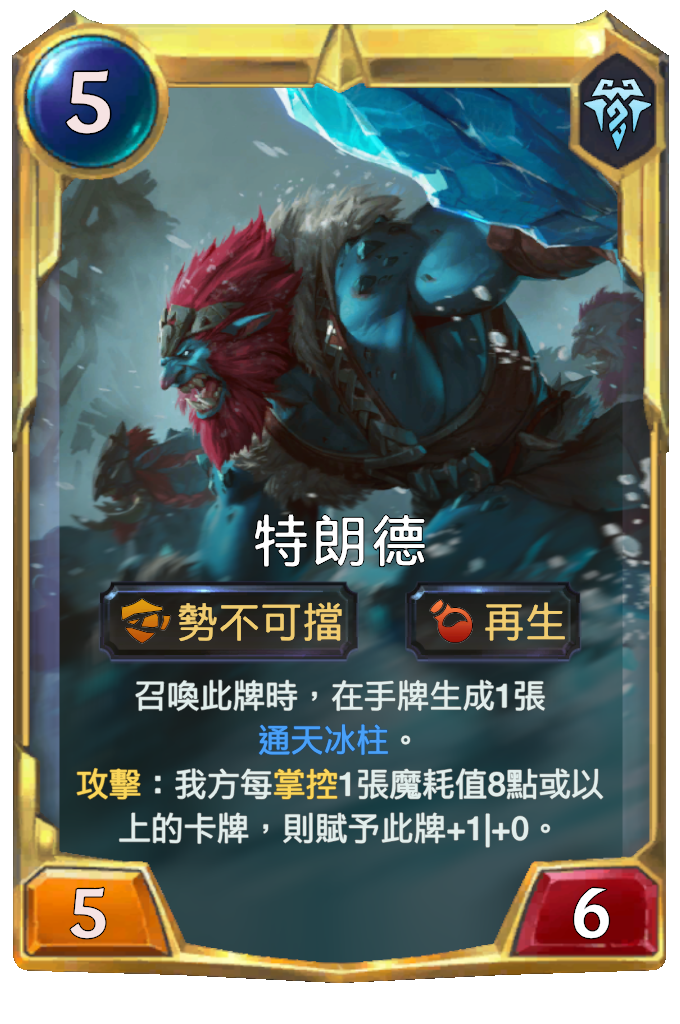 5
特朗德
勢不可擋
再生
召喚此牌時，在手牌生成1張
通天冰柱。
攻擊：我方每掌控1張魔耗值8點或以
上的卡牌，則賦予此牌+1|+0。
5
6